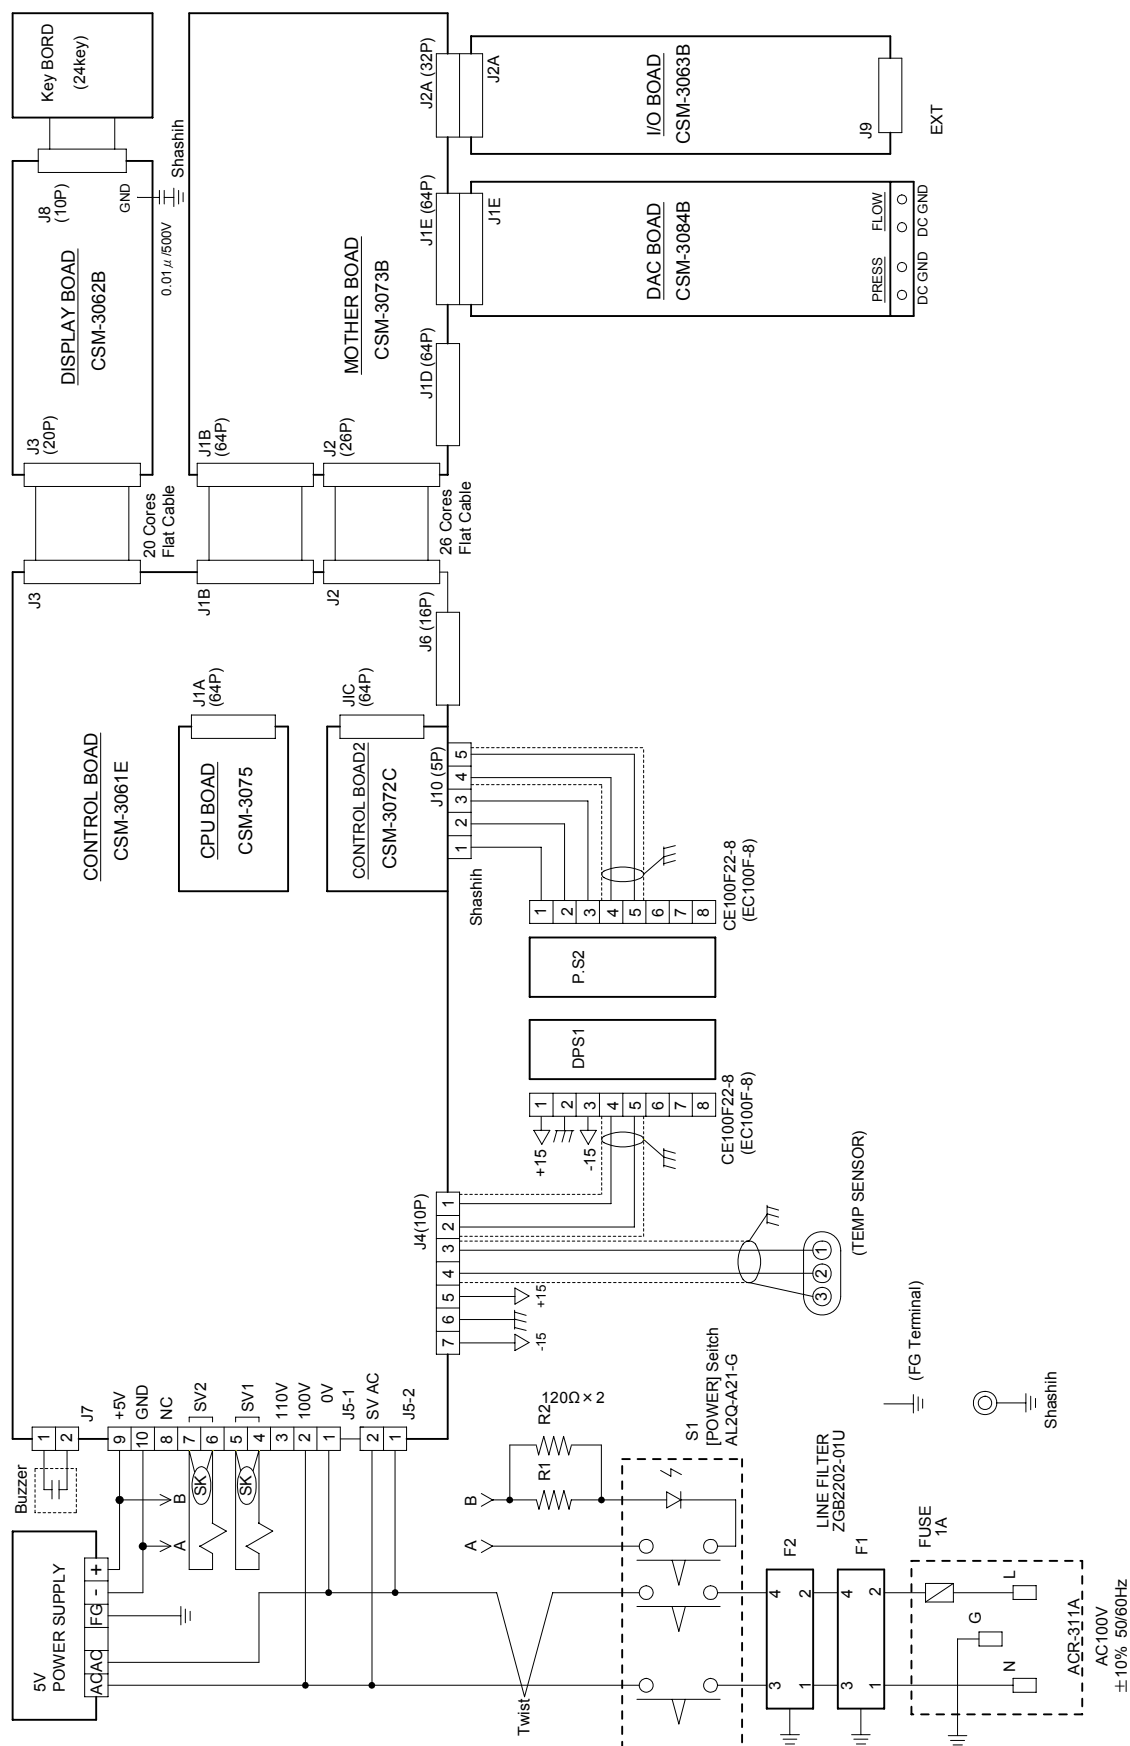 5V
POWER SUPPLY
ACAC
FG
-
+
Buzzer
1
2
J7
9
10
8
7
6
5
4
3
2
1
+5V
GND
NC
SV2
SV1
110V
100V
0V
J5-1
2
1
SV AC
J5-2
SK
SK
A
B
CONTROL BOAD
CSM-3061E
CPU BOAD
CSM-3075
J1A
(64P)
CONTROL BOAD2
CSM-3072C
JIC
(64P)
J3
J1B
J2
J6 (16P)
J10 (5P)
1
2
3
4
5
Shashih
J4(10P)
7
6
5
4
3
2
1
-15
+15
20 Cores
Flat Cable
26 Cores
Flat Cable
J3
(20P)
DISPLAY BOAD
CSM-3062B
J8
(10P)
GND
0.01μ/500V
Shashih
Key BORD
(24key)
J1B
(64P)
J2
(26P)
MOTHER BOAD
CSM-3073B
J1D (64P)
J1E (64P)
J2A (32P)
J1E
DAC BOAD
CSM-3084B
PRESS
FLOW
DC GND
DC GND
J2A
I/O BOAD
CSM-3063B
J9
EXT
+15
-15
1
2
3
4
5
6
7
8
DPS1
CE100F22-8
(EC100F-8)
P.S2
1
2
3
4
5
6
7
8
CE100F22-8
(EC100F-8)
3
2
1
(TEMP SENSOR)
A
B
R1
R2
120Ω×2
S1
[POWER] Seitch
AL2Q-A21-G
Twist
3
4
1
2
F2
LINE FILTER
ZGB2202-01U
3
4
1
2
F1
FUSE
1A
N
G
L
ACR-311A
AC100V
±10% 50/60Hz
(FG Terminal)
Shashih